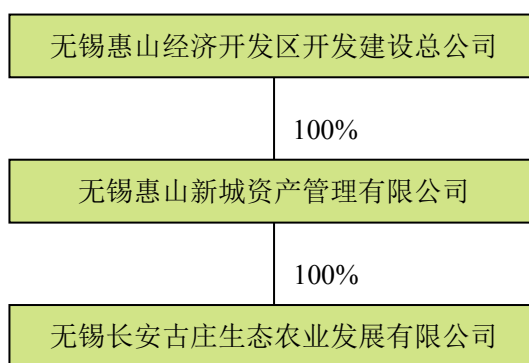 无锡惠山经济开发区开发建设总公司
100%
无锡惠山新城资产管理有限公司
100%
无锡长安古庄生态农业发展有限公司